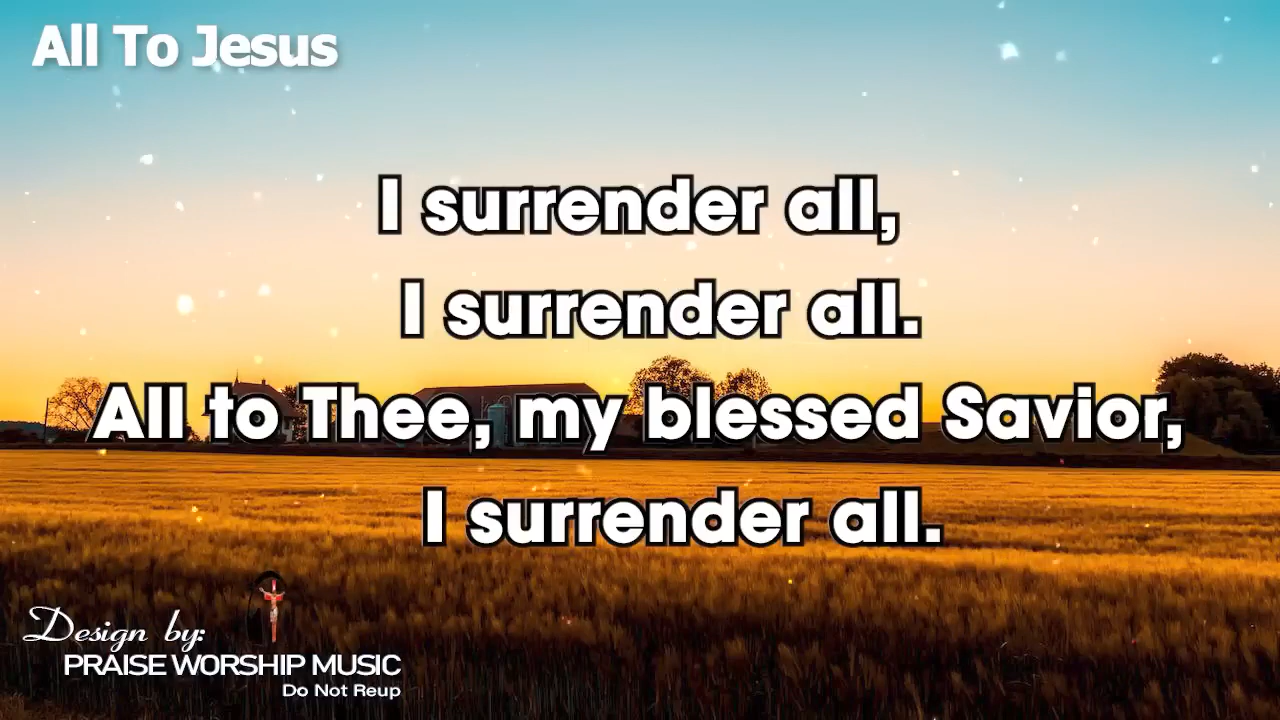 All To Jesus
I surrender all,
I surrender all.
All to Thee, my blessed Savior,
I surrender all.
Design by:
PRAISE WORSHIP MUSIC
Do Not Reup